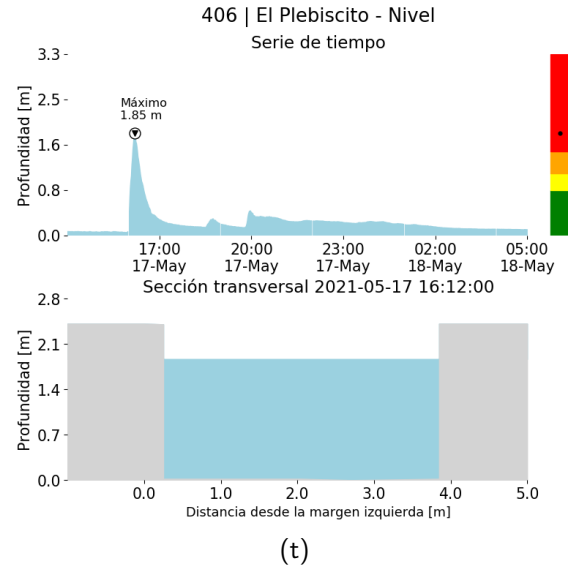 406 | El Plebiscito - Nivel
Serie de tiempo
Profundidad [m]
3.3
2.5
1.6
0.8
0.0
Máximo
1.85 m
17:00 20:00 23:00 02:00 05:00
17-May 17-May 17-May 18-May 18-May
Sección transversal 2021-05-17 16:12:00
Profundidad [m]
2.8
2.1
1.4
0.7
0.0
0.0 1.0 2.0 3.0 4.0 5.0
Distancia desde la margen izquierda [m]
(t)